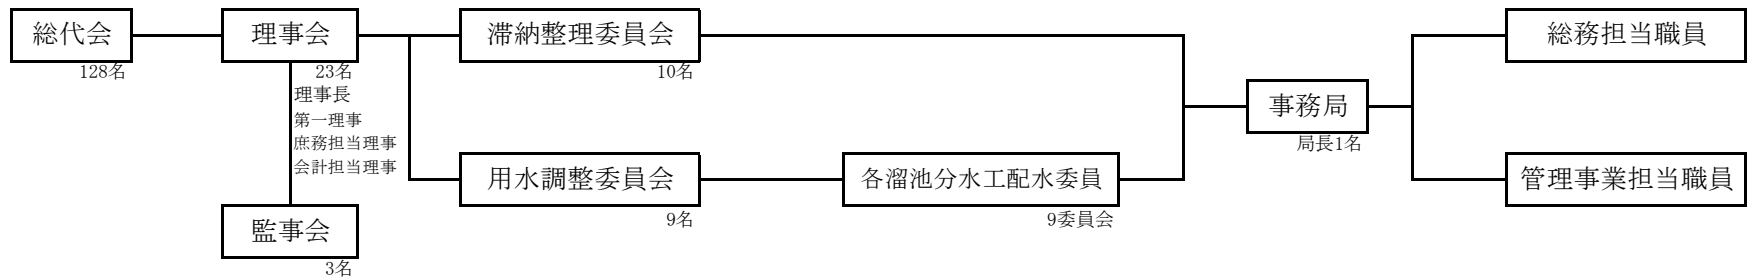 総代会
128名
理事会
23名
理事長
第一理事
庶務担当理事
会計担当理事
監事会
3名
滞納整理委員会
10名
用水調整委員会
9名
各溜池分水工配水委員
9委員会
事務局
局長1名
総務担当職員
管理事業担当職員